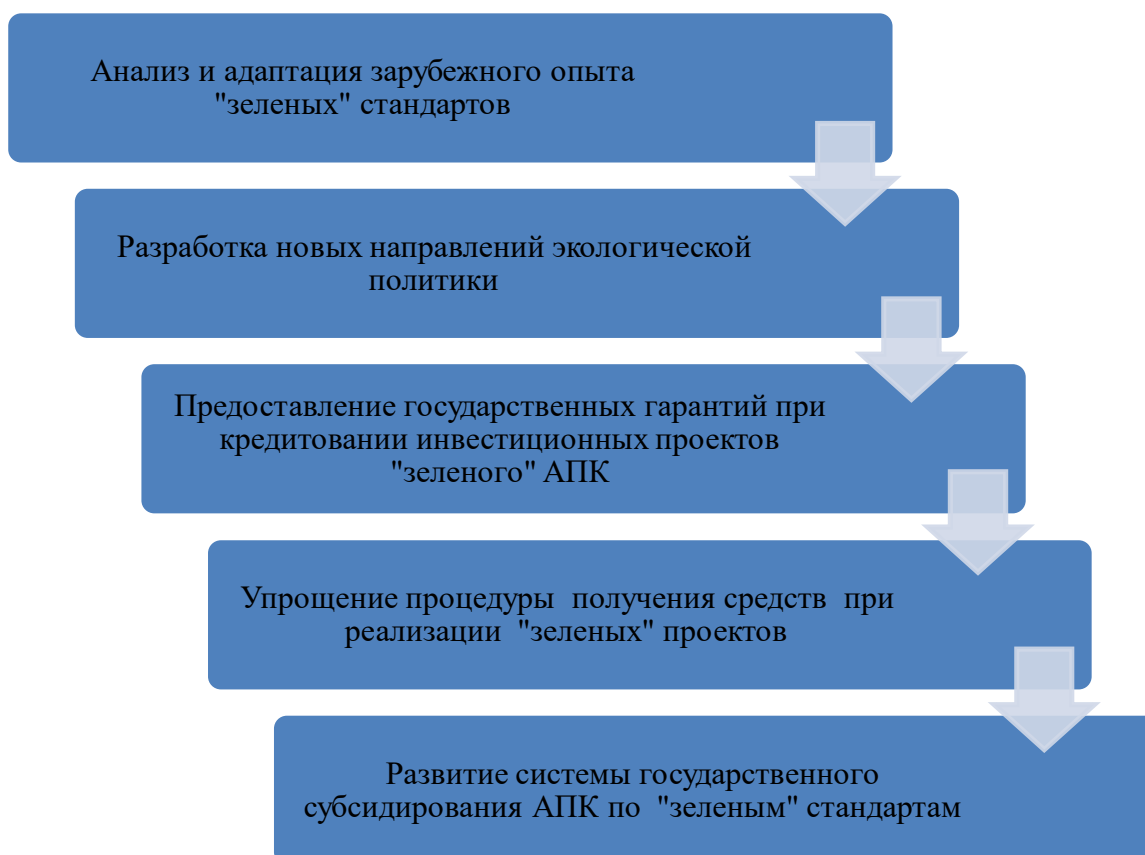 Анализ и адаптация зарубежного опыта
"зеленых" стандартов
Разработка новых направлений экологической
политики
Предоставление государственных гарантий при
кредитовании инвестиционных проектов
"зеленого" АПК
Упрощение процедуры  получения средств  при
реализации  "зеленых" проектов
Развитие системы государственного
субсидирования АПК по  "зеленым" стандартам